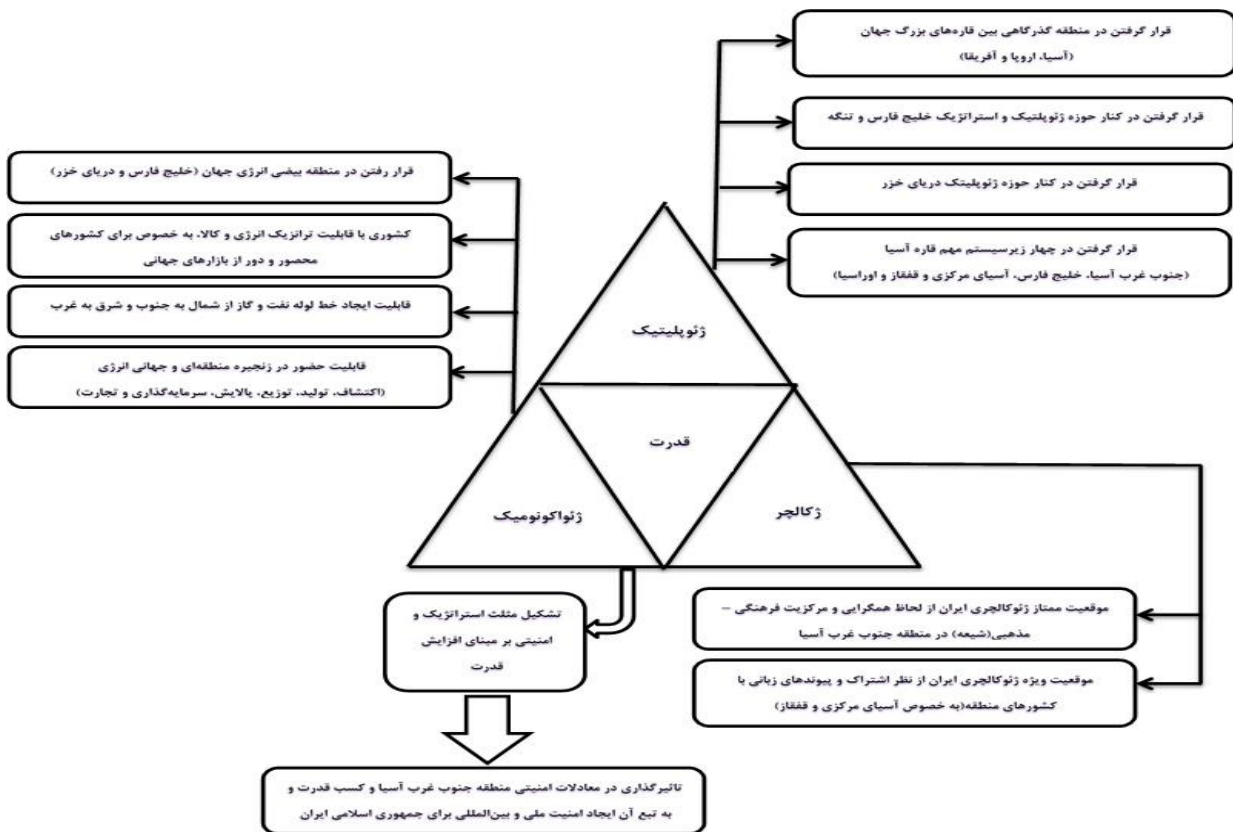 قرار گرفتن در منطقه گذرگاهی بین قاره‌های بزرگ جهان
(آسیا، اروپا و آفریقا)
قرار گرفتن در کنار حوزه ژئوپلتیک و استراتژیک خلیج فارس و تنگه
قرار گرفتن در کنار حوزه ژئوپلیتک دریای خزر
قرار گرفتن در چهار زیرسیستم مهم قاره آسیا
(جنوب غرب آسیا، خلیج فارس، آسیای مرکزی و قفقاز و اوراسیا)
قرار رفتن در منطقه بیضی انرژی جهان (خلیج فارس و دریای خزر)
کشوری با قابلیت ترانزیک انرژی و کالا، به خصوص برای کشورهای
محصور و دور از بازارهای جهانی
قابلیت ایجاد خط لوله نفت و گاز از شمال به جنوب و شرق به غرب
قابلیت حضور در زنجیره منطقه‌ای و جهانی انرژی
(اکتشاف، تولید، توزیع، پالایش، سرمایه‌گذاری و تجارت)
ژئوپلیتیک
قدرت
ژکالچر
ژئواکونومیک
موقعیت ممتاز ژئوکالچری ایران از لحاظ همگرایی و مرکزیت فرهنگی –
مذهبی(شیعه) در منطقه جنوب غرب آسیا
موقعیت ویژه ژئوکالچری ایران از نظر اشتراک و پیوندهای زبانی با
کشورهای منطقه(به خصوص آسیای مرکزی و قفقاز)
تشکیل مثلث استراتژیک و
امنیتی بر مبنای افزایش
قدرت
تاثیرگذاری در معادلات امنیتی منطقه جنوب غرب آسیا و کسب قدرت و
به تبع آن ایجاد امنیت ملی و بین‌المللی برای جمهوری اسلامی ایران